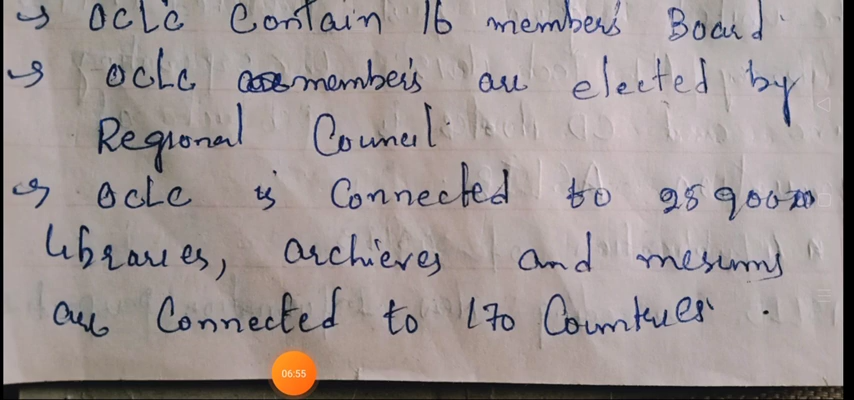 → OCLC Contain 16 members Board
→ OCLC members are elected by
Regional Council
→ OCLC is Connected to 25900
libraries, archieves and mesums
are Connected to 170 Countries.
06:55